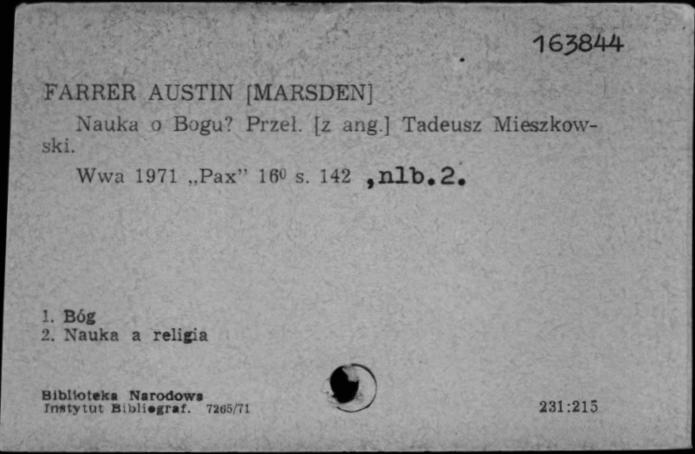 163844
FARRER AUSTIN [MARSDEN]
Nauka o Bogu? Przeł. [z ang.] Tadeusz Mieszkow-
ski.
Wwa 1971 „Pax” 16⁰ s. 142 ,nlb.2.
1. Bóg
2. Nauka a religia
Biblioteka Narodowa
Instytut Bibliograf. 7265/71
231:215